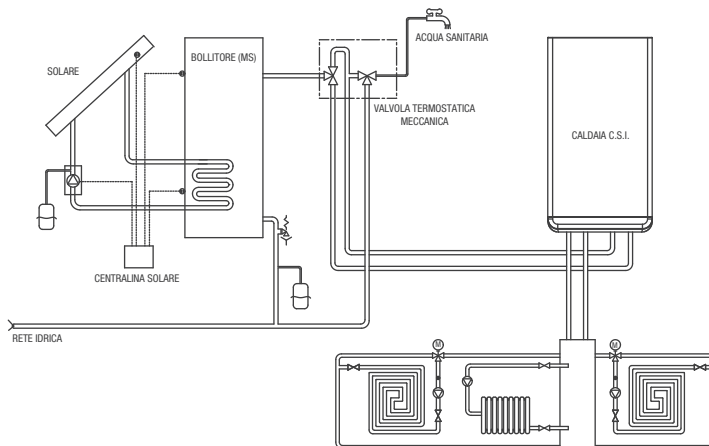 ACQUA SANITARIA
SOLARE
BOLLITORE (MS)
VALVOLA TERMOSTATICA
MECCANICA
CALDAIA C.S.I.
CENTRALINA SOLARE
RETE IDRICA
M
M